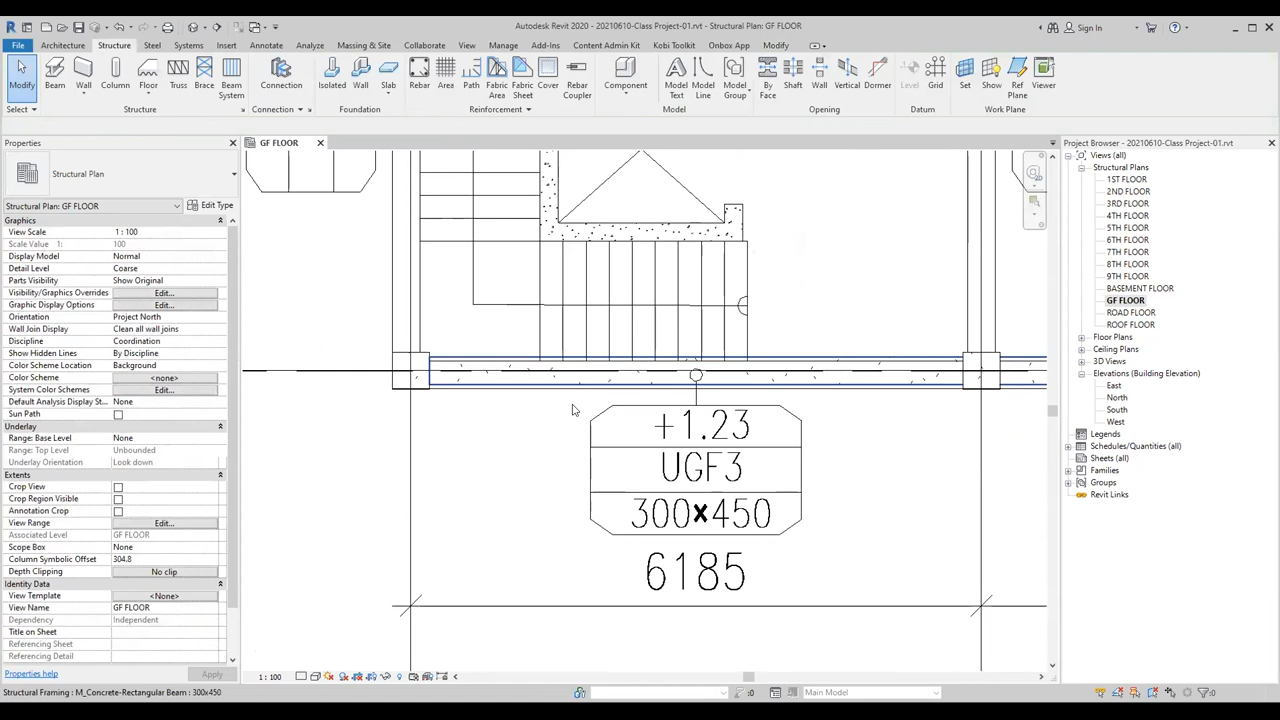 Autodesk Revit 2020 - 20210610-Class Project-01.rvt - Structural Plan: GF FLOOR
Sign In
File Architecture Structure Steel Systems Insert Annotate Analyze Massing & Site Collaborate View Manage Add-Ins Content Admin Kit Kobi Toolkit Onbox App Modify
Modify Beam Wall Column Floor Truss Brace Beam System Connection Isolated Wall Slab Rebar Area Path Fabric Area Fabric Sheet Cover Rebar Coupler Component Model Text Model Line Model Group By Face Shaft Wall Vertical Dormer Level Grid Set Show Ref Plane Viewer
Select Structure Connection Foundation Reinforcement Model Opening Datum Work Plane
Properties
Structural Plan
Structural Plan: GF FLOOR Edit Type
Graphics
View Scale 1 : 100
Scale Value 1: 100
Display Model Normal
Detail Level Coarse
Parts Visibility Show Original
Visibility/Graphics Overrides Edit...
Graphic Display Options Edit...
Orientation Project North
Wall Join Display Clean all wall joins
Discipline Coordination
Show Hidden Lines By Discipline
Color Scheme Location Background
Color Scheme <none>
System Color Schemes Edit...
Default Analysis Display St... None
Sun Path
Underlay
Range: Base Level None
Range: Top Level Unbounded
Underlay Orientation Look down
Extents
Crop View
Crop Region Visible
Annotation Crop
View Range Edit...
Associated Level GF FLOOR
Scope Box None
Column Symbolic Offset 304.8
Depth Clipping No clip
Identity Data
View Template <None>
View Name GF FLOOR
Dependency Independent
Title on Sheet
Referencing Sheet
Referencing Detail
Properties help Apply
GF FLOOR
+1.23
UGF3
300x450
6185
1 : 100
Project Browser - 20210610-Class Project-01.rvt
Views (all)
Structural Plans
1ST FLOOR
2ND FLOOR
3RD FLOOR
4TH FLOOR
5TH FLOOR
6TH FLOOR
7TH FLOOR
8TH FLOOR
9TH FLOOR
BASEMENT FLOOR
GF FLOOR
ROAD FLOOR
ROOF FLOOR
Floor Plans
Ceiling Plans
3D Views
Elevations (Building Elevation)
East
North
South
West
Legends
Schedules/Quantities (all)
Sheets (all)
Families
Groups
Revit Links
Structural Framing : M_Concrete-Rectangular Beam : 300x450
:0
Main Model
:0